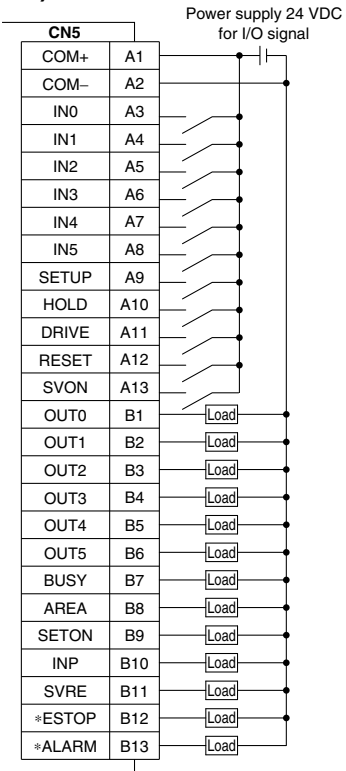 Power supply 24 VDC
for I/O signal
CN5
COM+ A1
COM– A2
IN0 A3
IN1 A4
IN2 A5
IN3 A6
IN4 A7
IN5 A8
SETUP A9
HOLD A10
DRIVE A11
RESET A12
SVON A13
OUT0 B1 Load
OUT1 B2 Load
OUT2 B3 Load
OUT3 B4 Load
OUT4 B5 Load
OUT5 B6 Load
BUSY B7 Load
AREA B8 Load
SETON B9 Load
INP B10 Load
SVRE B11 Load
∗ESTOP B12 Load
∗ALARM B13 Load